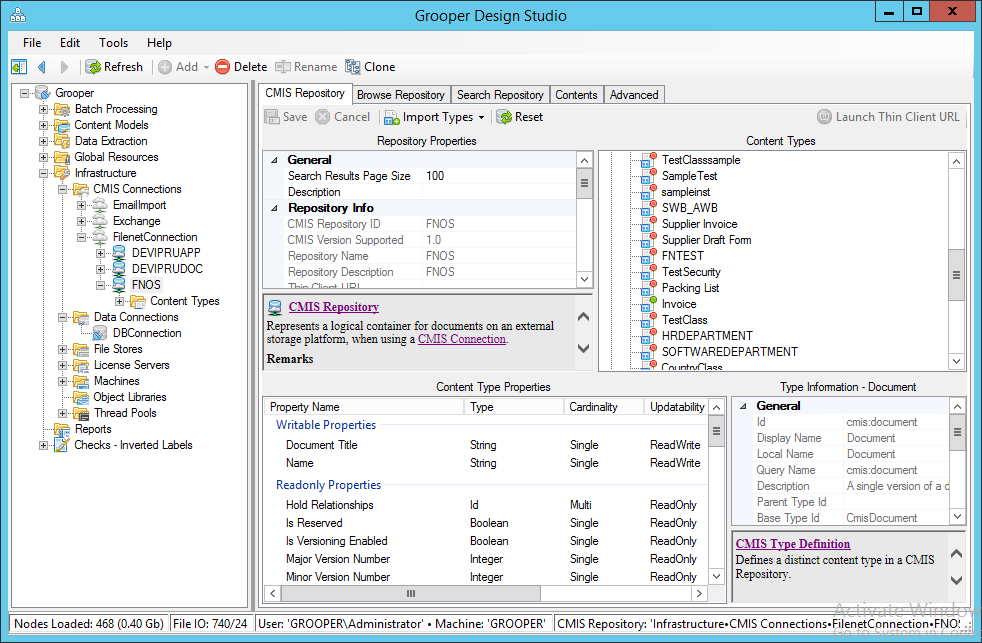 Grooper Design Studio
File Edit Tools Help
Refresh Add Delete Rename Clone
Grooper
Batch Processing
Content Models
Data Extraction
Global Resources
Infrastructure
CMIS Connections
EmailImport
Exchange
FilenetConnection
DEVIPRUAPP
DEVIPRUDOC
FNOS
Content Types
Data Connections
DBConnection
File Stores
License Servers
Machines
Object Libraries
Thread Pools
Reports
Checks - Inverted Labels
CMIS Repository Browse Repository Search Repository Contents Advanced
Save Cancel Import Types Reset Launch Thin Client URL
Repository Properties
General
Search Results Page Size 100
Description
Repository Info
CMIS Repository ID FNOS
CMIS Version Supported 1.0
Repository Name FNOS
Repository Description FNOS
Thin Client URL
CMIS Repository
Represents a logical container for documents on an external
storage platform, when using a CMIS Connection.
Remarks
Content Types
TestClasssample
SampleTest
sampleinst
SWB_AWB
Supplier Invoice
Supplier Draft Form
FNTEST
TestSecurity
Packing List
Invoice
TestClass
HRDEPARTMENT
SOFTWAREDEPARTMENT
CountryClass
Content Type Properties
Property Name Type Cardinality Updatability
Writable Properties
Document Title String Single ReadWrite
Name String Single ReadWrite
Readonly Properties
Hold Relationships Id Multi ReadOnly
Is Reserved Boolean Single ReadOnly
Is Versioning Enabled Boolean Single ReadOnly
Major Version Number Integer Single ReadOnly
Minor Version Number Integer Single ReadOnly
Type Information - Document
General
Id cmis:document
Display Name Document
Local Name Document
Query Name cmis:document
Description A single version of a d
Parent Type Id
Base Type Id CmisDocument
CMIS Type Definition
Defines a distinct content type in a CMIS
Repository.
Activate Window
Go to System in Con
Nodes Loaded: 468 (0.40 Gb) File IO: 740/24 User: 'GROOPER\Administrator' • Machine: 'GROOPER' CMIS Repository: 'Infrastructure•CMIS Connections•FilenetConnection•FNOS